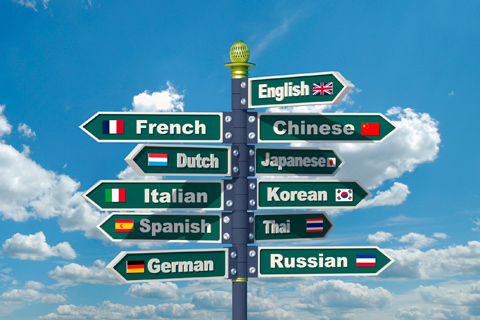 English
French
Chinese
Dutch
Japanese
Italian
Korean
Spanish
Thai
German
Russian